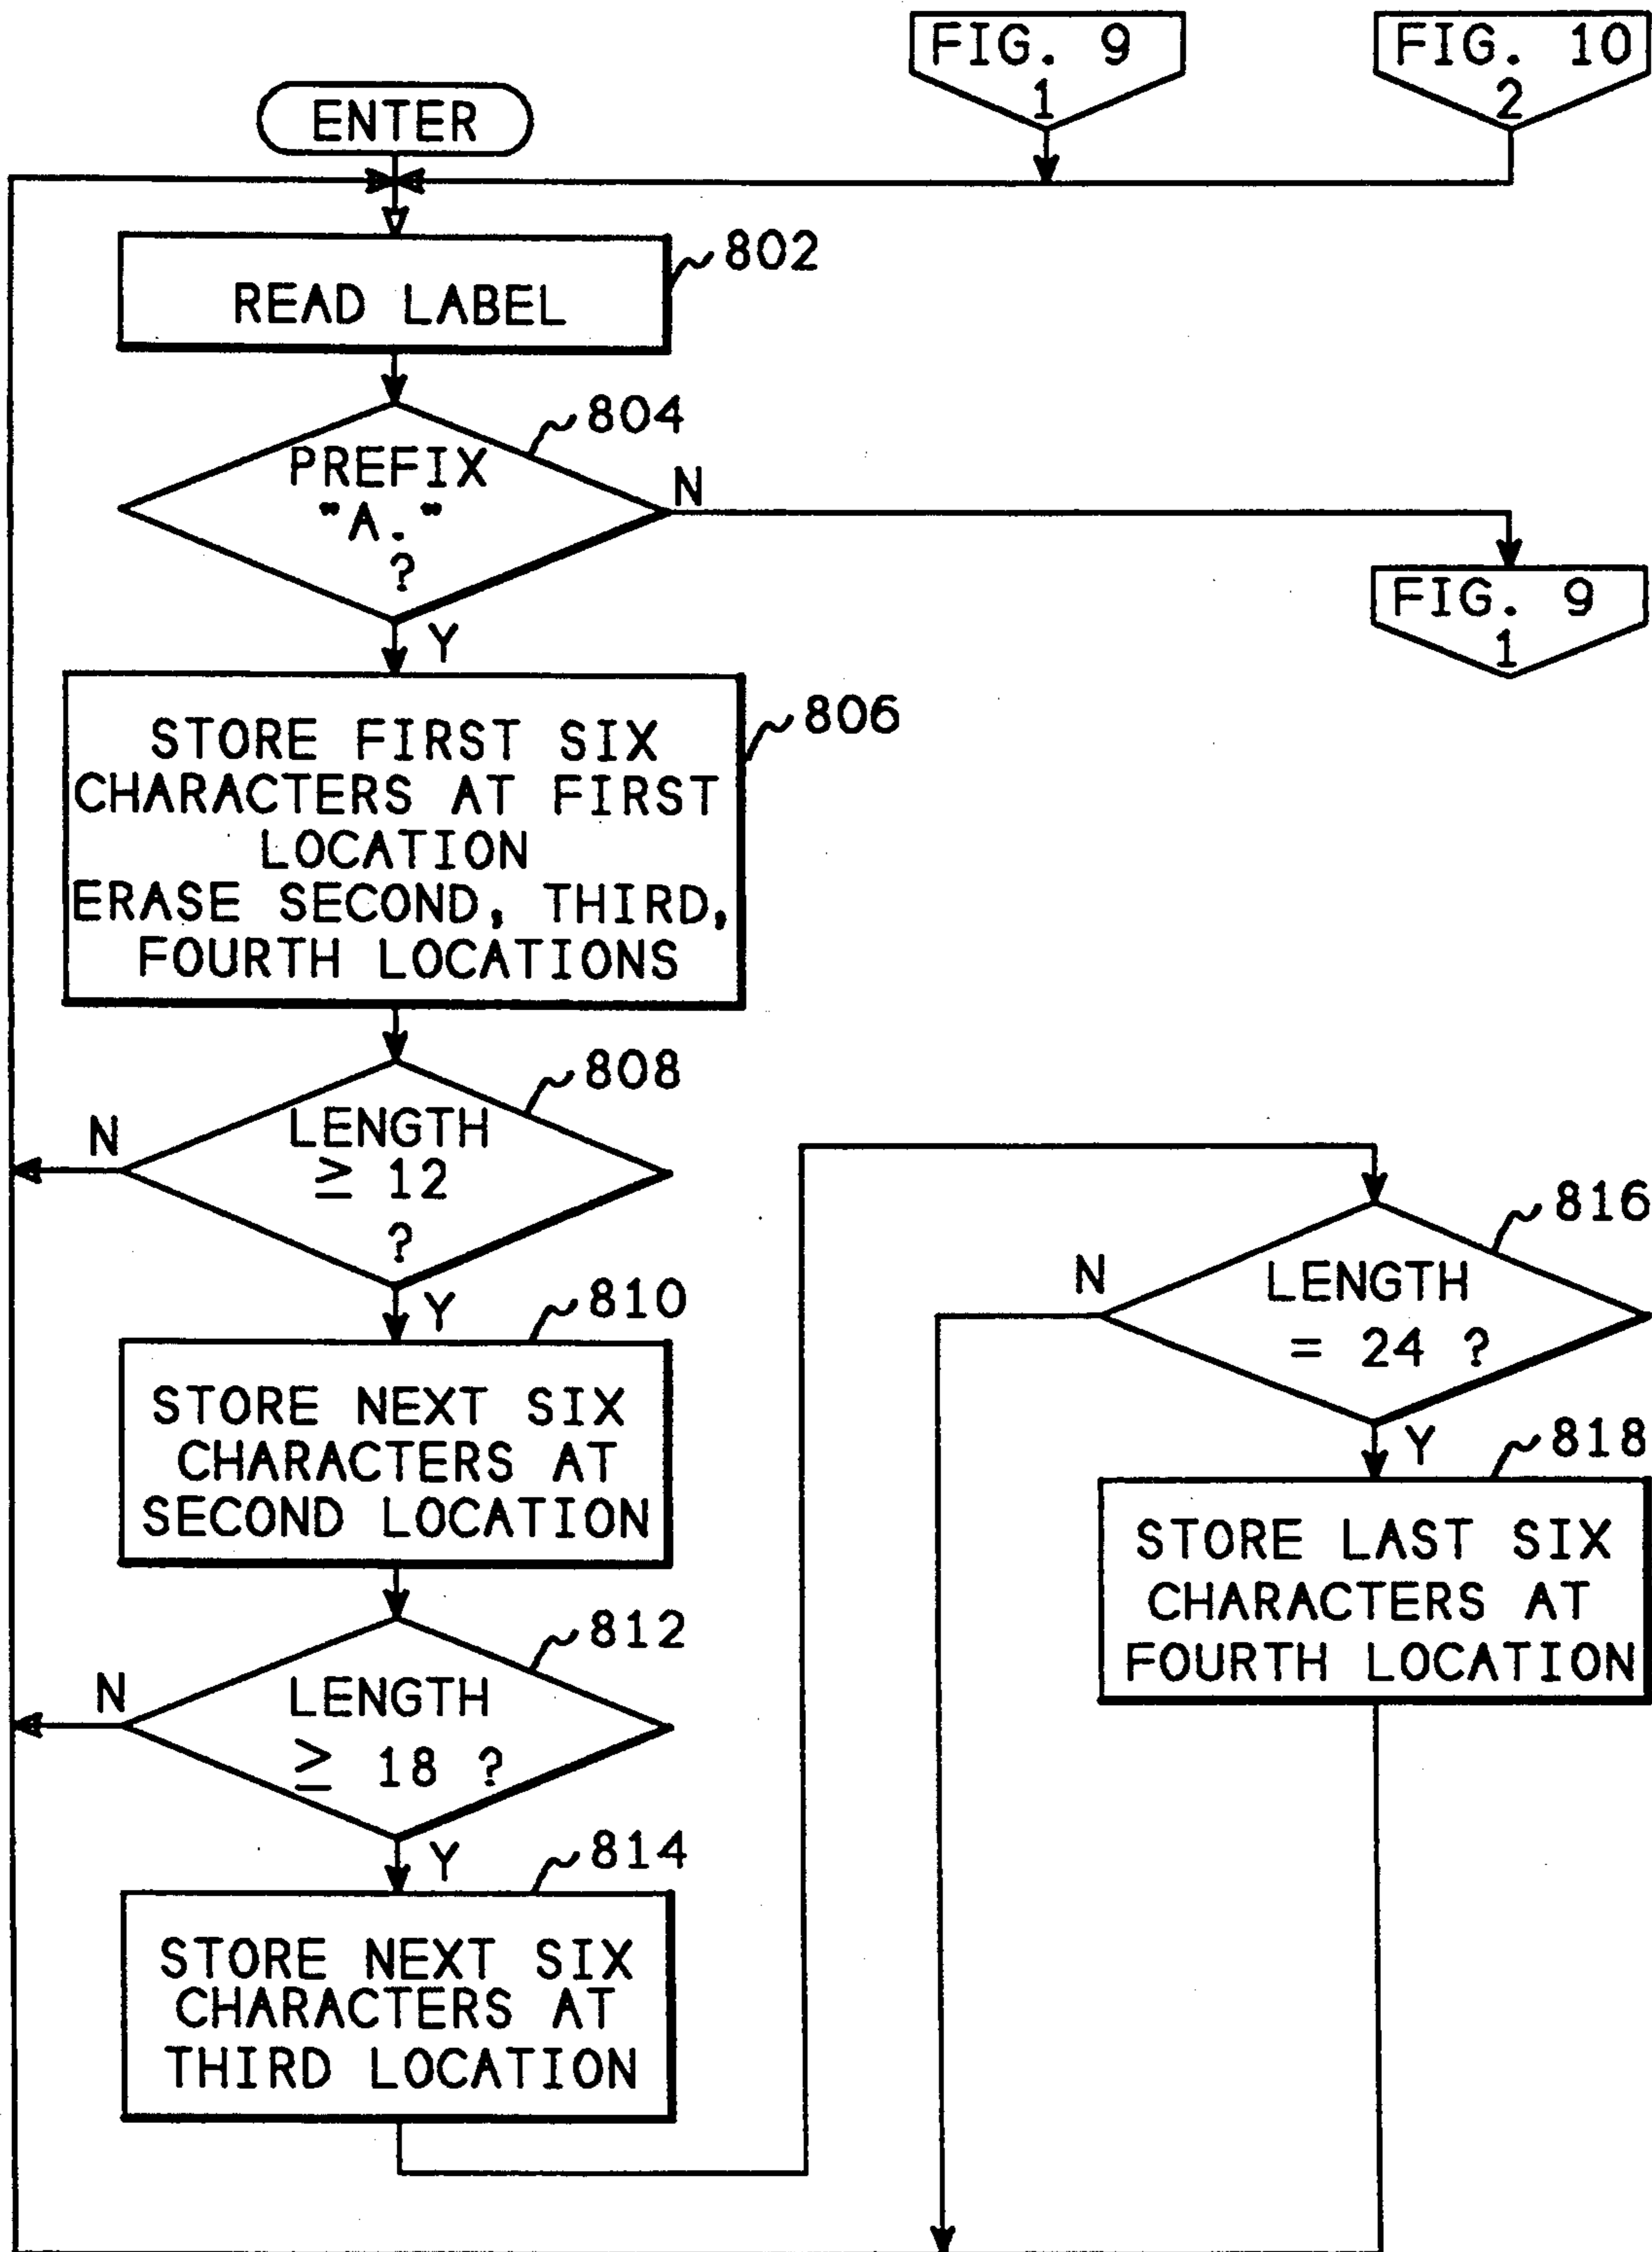 FIG. 9
1
FIG. 10
2
ENTER
802
READ LABEL
804
PREFIX
"A."
?
N
Y
FIG. 9
1
806
STORE FIRST SIX
CHARACTERS AT FIRST
LOCATION
ERASE SECOND, THIRD,
FOURTH LOCATIONS
808
LENGTH
≥ 12
?
N
Y
810
STORE NEXT SIX
CHARACTERS AT
SECOND LOCATION
812
LENGTH
≥ 18 ?
N
Y
814
STORE NEXT SIX
CHARACTERS AT
THIRD LOCATION
816
LENGTH
= 24 ?
N
Y
818
STORE LAST SIX
CHARACTERS AT
FOURTH LOCATION